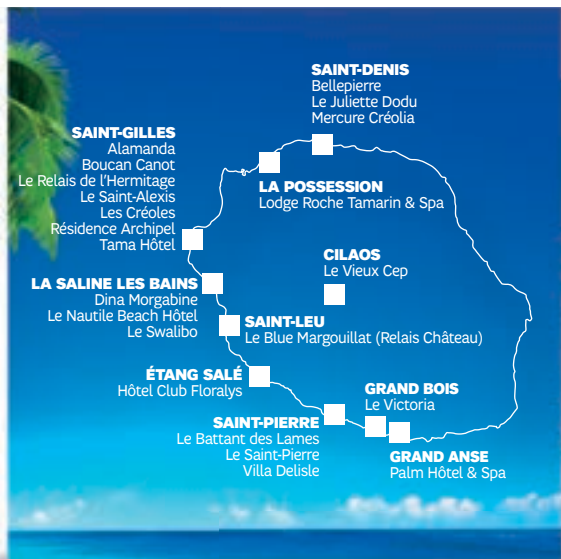 SAINT-DENIS
Bellepierre
Le Juliette Dodu
Mercure Créolia
SAINT-GILLES
Alamanda
Boucan Canot
Le Relais de l'Hermitage
Le Saint-Alexis
Les Créoles
Résidence Archipel
Tama Hôtel
LA POSSESSION
Lodge Roche Tamarin & Spa
CILAOS
Le Vieux Cep
LA SALINE LES BAINS
Dina Morgabine
Le Nautile Beach Hôtel
Le Swalibo
SAINT-LEU
Le Blue Margouillat (Relais Château)
ÉTANG SALÉ
Hôtel Club Floralys
GRAND BOIS
Le Victoria
SAINT-PIERRE
Le Battant des Lames
Le Saint-Pierre
Villa Delisle
GRAND ANSE
Palm Hôtel & Spa